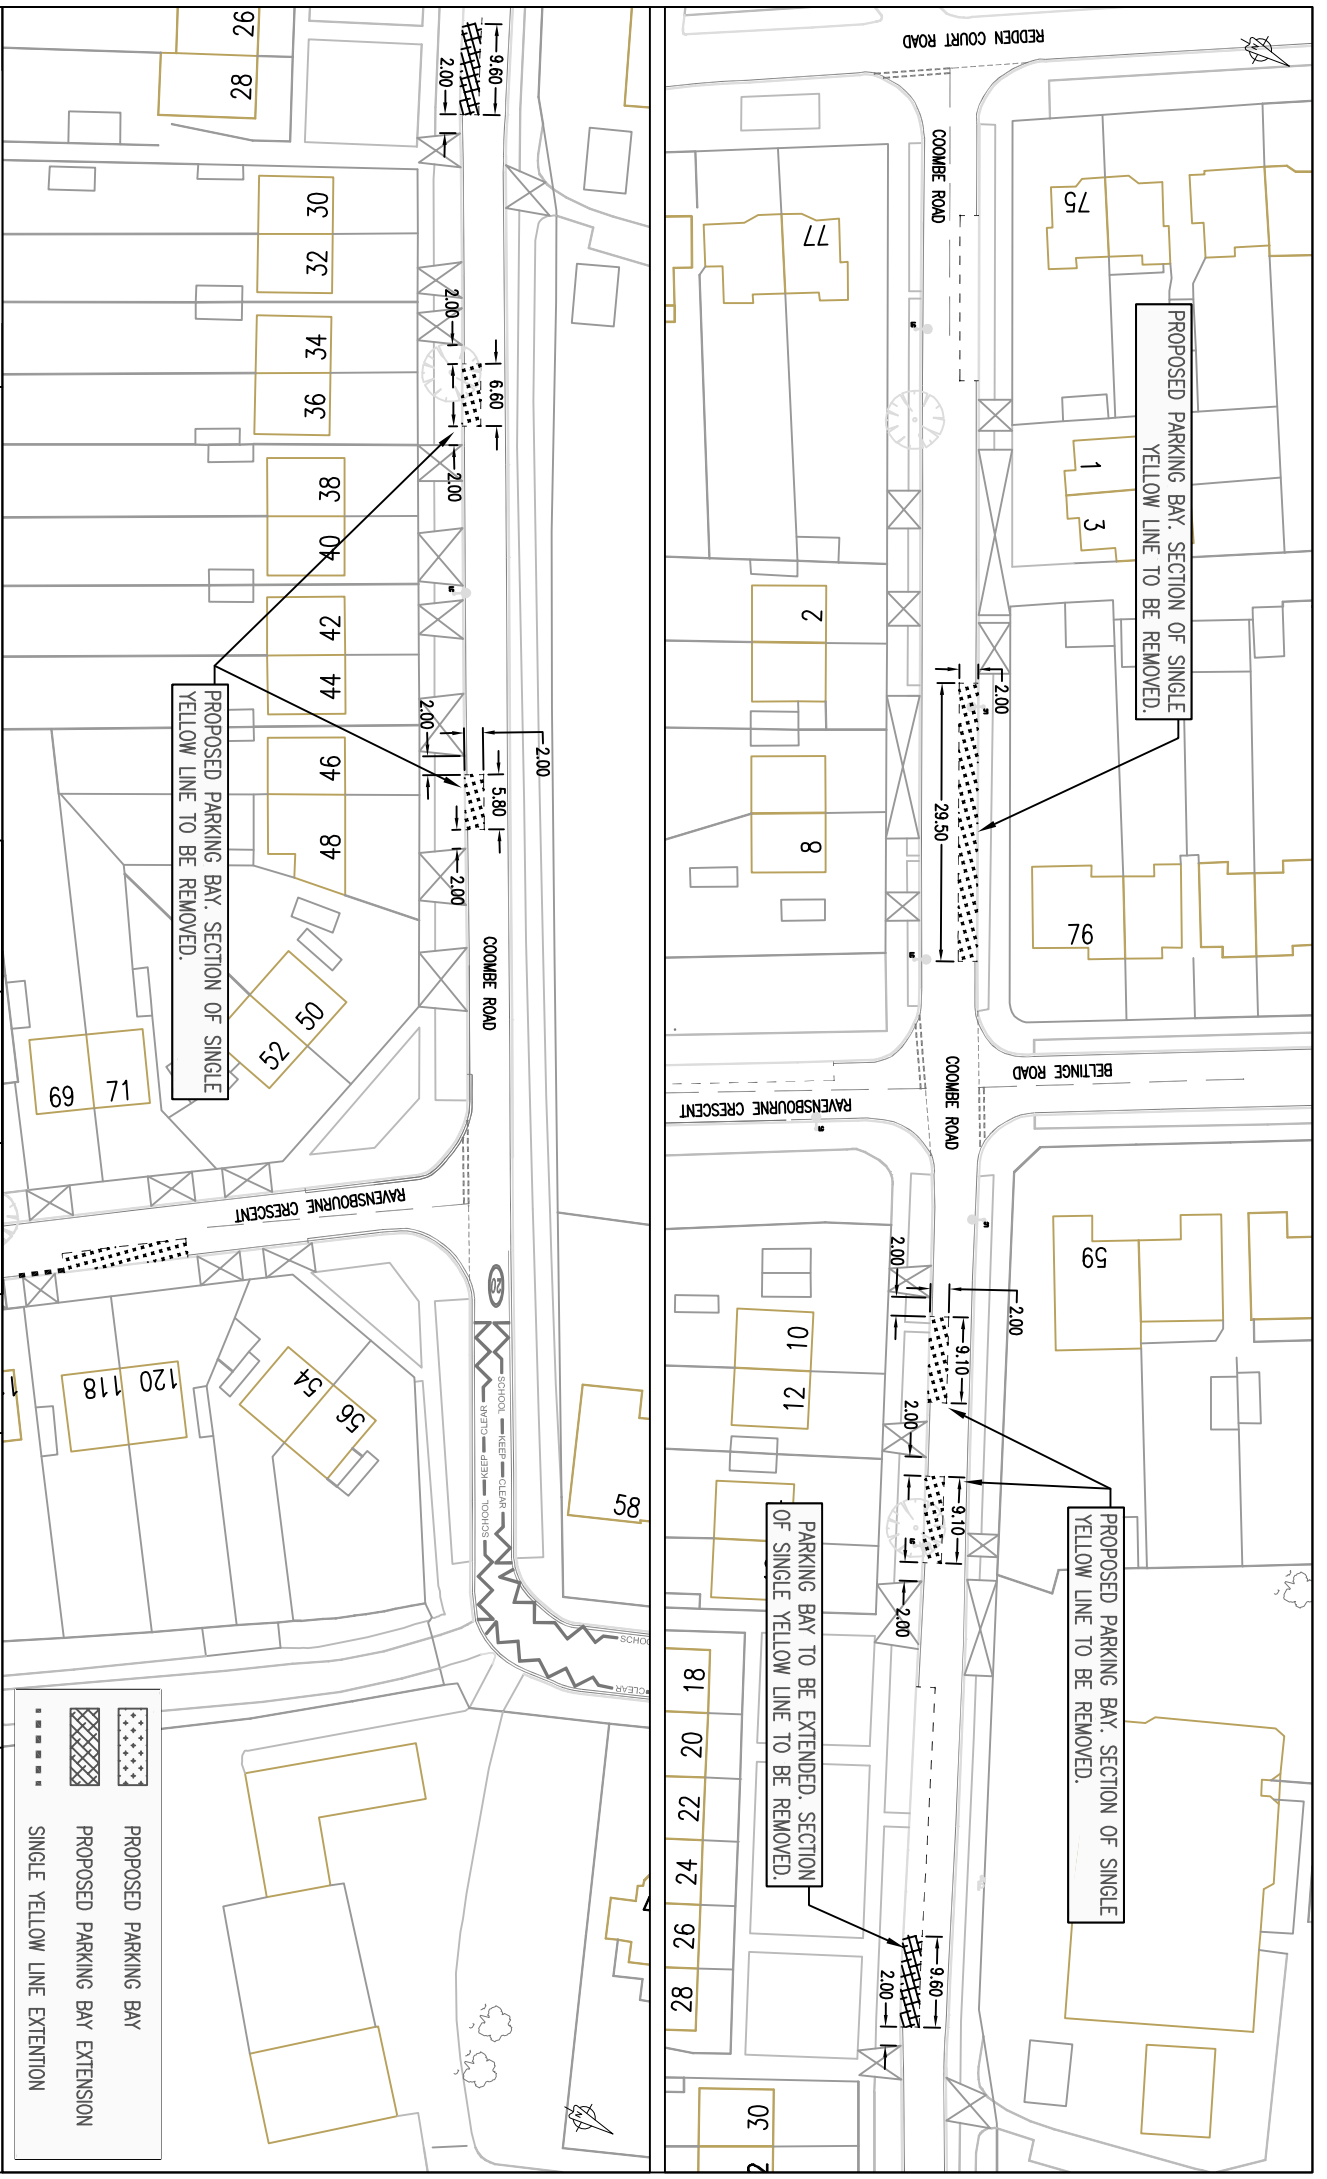 REDDEN COURT ROAD
COOMBE ROAD
75
77
PROPOSED PARKING BAY. SECTION OF SINGLE
YELLOW LINE TO BE REMOVED.
1
3
2
8
2.00
29.50
76
COOMBE ROAD
BELTINGE ROAD
RAVENSBOURNE CRESCENT
59
10
12
2.00
2.00
9.10
2.00
9.10
2.00
PROPOSED PARKING BAY. SECTION OF SINGLE
YELLOW LINE TO BE REMOVED.
PARKING BAY TO BE EXTENDED. SECTION
OF SINGLE YELLOW LINE TO BE REMOVED.
18
20
22
24
26
28
9.60
2.00
30
26
28
9.60
2.00
30
32
34
36
2.00
6.60
2.00
38
40
42
44
46
48
2.00
2.00
5.80
2.00
PROPOSED PARKING BAY. SECTION OF SINGLE
YELLOW LINE TO BE REMOVED.
COOMBE ROAD
50
52
69
71
RAVENSBOURNE CRESCENT
20
SCHOOL KEEP CLEAR
SCHOOL KEEP CLEAR
58
54
56
118
120
CLEAR
PROPOSED PARKING BAY
PROPOSED PARKING BAY EXTENSION
SINGLE YELLOW LINE EXTENTION